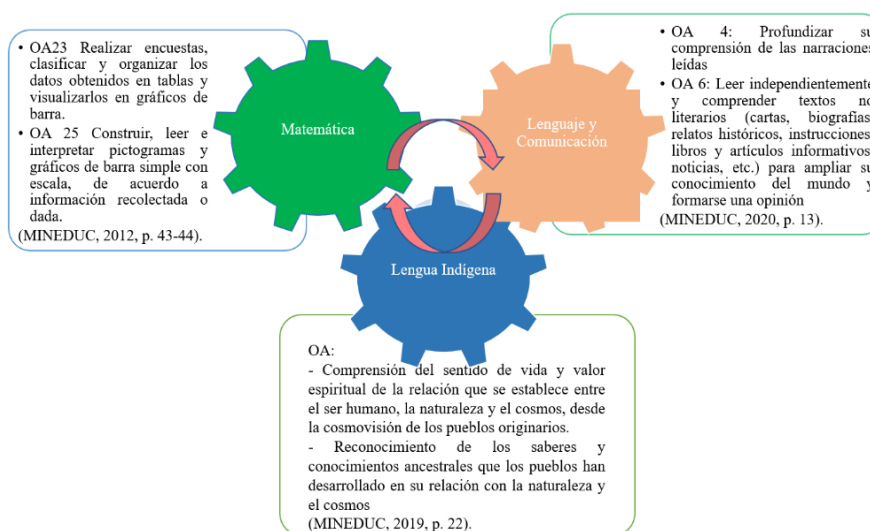 • OA23 Realizar encuestas,
clasificar y organizar los
datos obtenidos en tablas y
visualizarlos en gráficos de
barra.
• OA 25 Construir, leer e
interpretar pictogramas y
gráficos de barra simple con
escala, de acuerdo a
información recolectada o
dada.
(MINEDUC, 2012, p. 43-44).
Matemática
Lenguaje y
Comunicación
• OA 4: Profundizar su
comprensión de las narraciones
leídas
• OA 6: Leer independientemente
y comprender textos no
literarios (cartas, biografías
relatos históricos, instrucciones
libros y artículos informativos
noticias, etc.) para ampliar su
conocimiento del mundo y
formarse una opinión
(MINEDUC, 2020, p. 13).
Lengua Indígena
OA:
- Comprensión del sentido de vida y valor
espiritual de la relación que se establece entre
el ser humano, la naturaleza y el cosmos, desde
la cosmovisión de los pueblos originarios.
- Reconocimiento de los saberes y
conocimientos ancestrales que los pueblos han
desarrollado en su relación con la naturaleza y
el cosmos
(MINEDUC, 2019, p. 22).